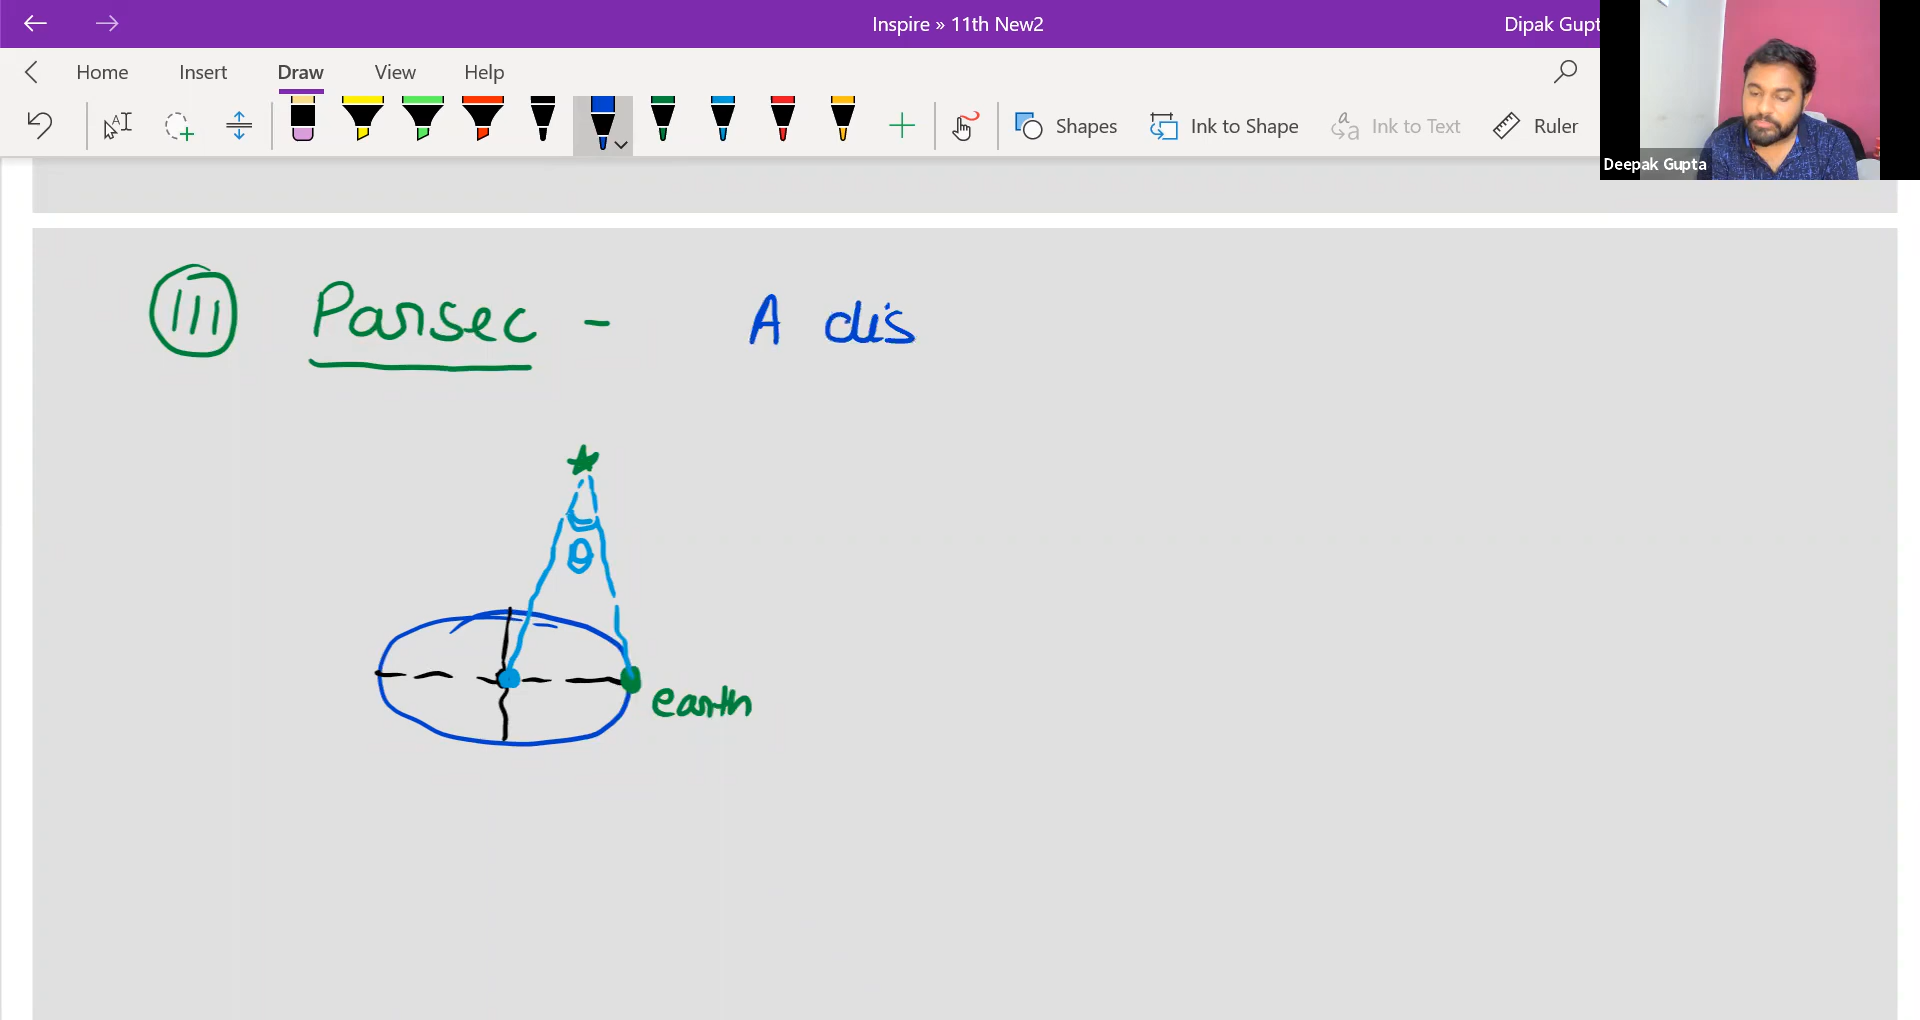 Inspire » 11th New2
Dipak Gupt
Home Insert Draw View Help
Shapes Ink to Shape Ink to Text Ruler
Deepak Gupta
III Parsec - A dis
θ
earth